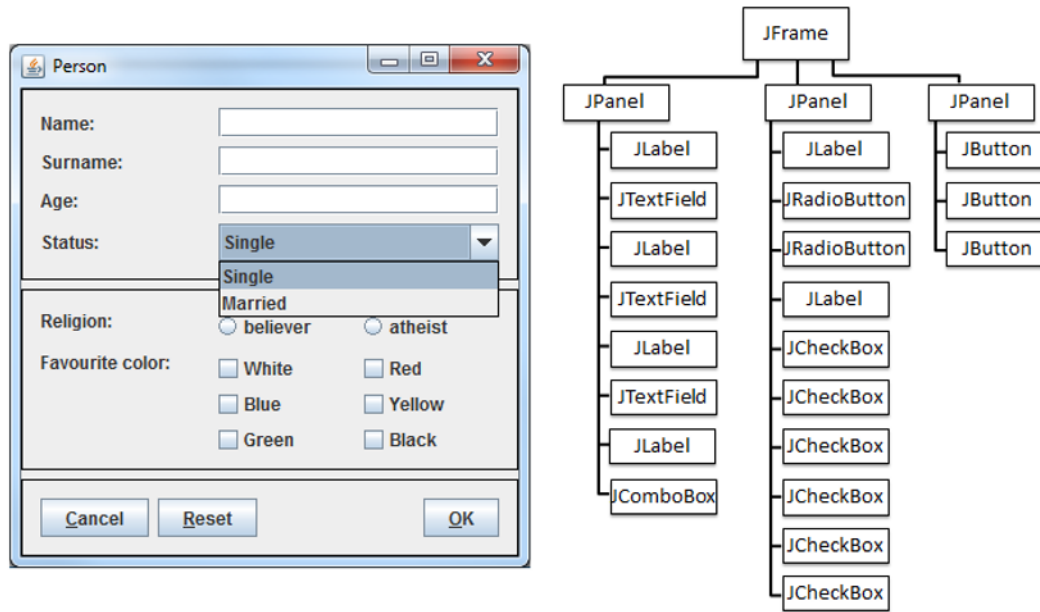 Person
Name:
Surname:
Age:
Status:
Single
Single
Married
Religion:
believer
atheist
Favourite color:
White
Red
Blue
Yellow
Green
Black
Cancel
Reset
OK
JFrame
JPanel
JLabel
JTextField
JLabel
JTextField
JLabel
JTextField
JLabel
JComboBox
JPanel
JLabel
JRadioButton
JRadioButton
JLabel
JCheckBox
JCheckBox
JCheckBox
JCheckBox
JCheckBox
JCheckBox
JPanel
JButton
JButton
JButton